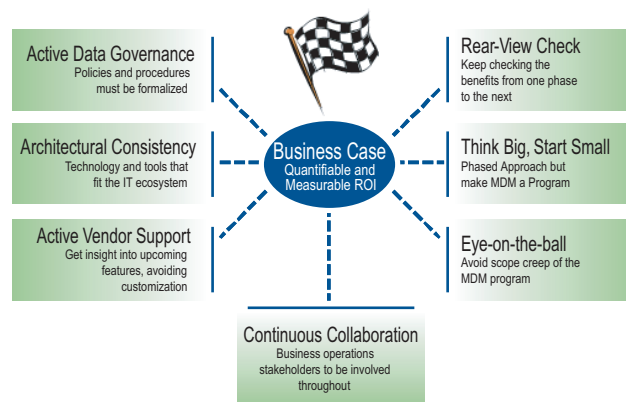 Active Data Governance
Policies and procedures
must be formalized
Architectural Consistency
Technology and tools that
fit the IT ecosystem
Active Vendor Support
Get insight into upcoming
features, avoiding
customization
Business Case
Quantifiable and
Measurable ROI
Rear-View Check
Keep checking the
benefits from one phase
to the next
Think Big, Start Small
Phased Approach but
make MDM a Program
Eye-on-the-ball
Avoid scope creep of the
MDM program
Continuous Collaboration
Business operations
stakeholders to be involved
throughout